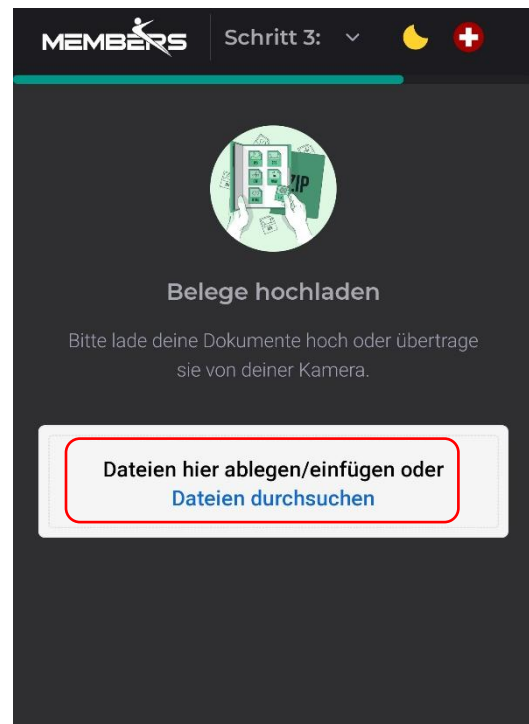 MEMBERS
Schritt 3:
ZIP
Belege hochladen
Bitte lade deine Dokumente hoch oder übertrage
sie von deiner Kamera.
Dateien hier ablegen/einfügen oder
Dateien durchsuchen